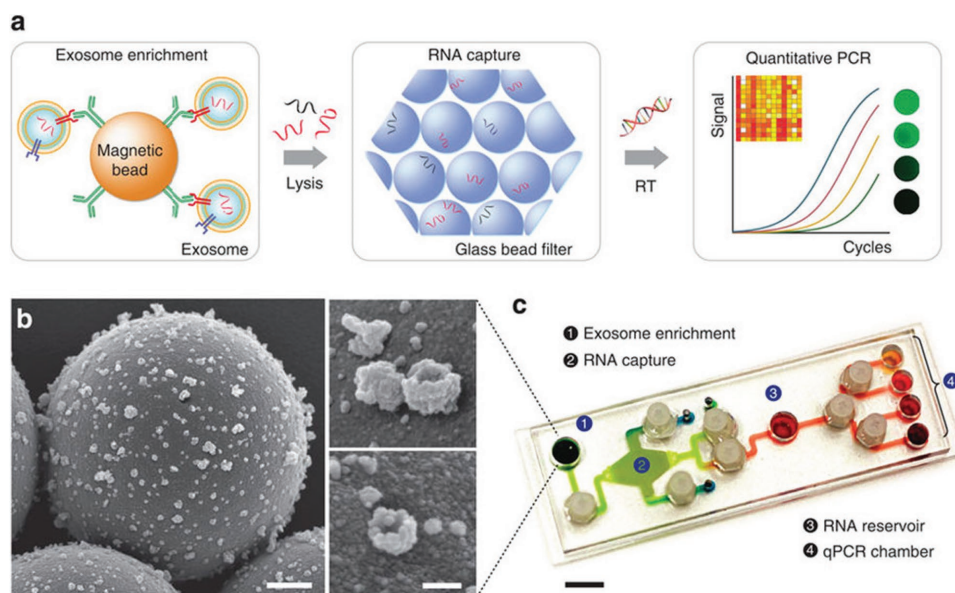 a
Exosome enrichment
Magnetic
bead
Exosome
Lysis
RNA capture
Glass bead filter
RT
Quantitative PCR
Signal
Cycles
b
c
1 Exosome enrichment
2 RNA capture
1
2
3
4
3 RNA reservoir
4 qPCR chamber